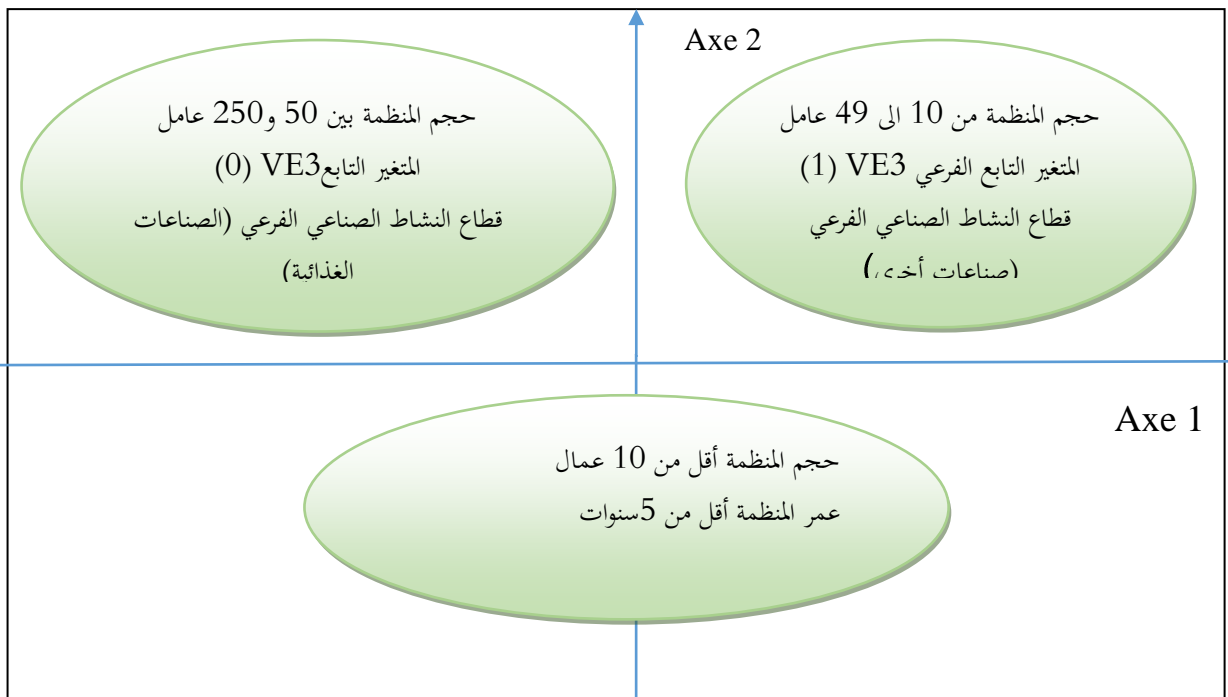 Axe 2
حجم المنظمة من 10 الى 49 عامل
المتغير التابع الفرعي VE3 (1)
قطاع النشاط الصناعي الفرعي
(صناعات أخرى)
حجم المنظمة بين 50 و250 عامل
المتغير التابعVE3 (0)
قطاع النشاط الصناعي الفرعي (الصناعات
الغذائية)
Axe 1
حجم المنظمة أقل من 10 عمال
عمر المنظمة أقل من 5سنوات